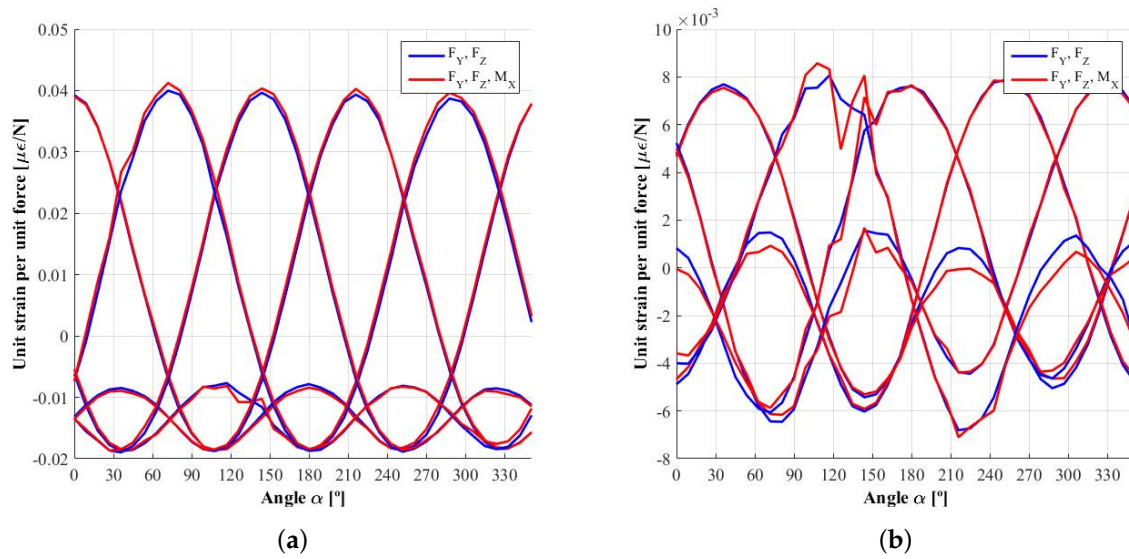 0.05
0.04
0.03
0.02
0.01
0
-0.01
-0.02
Unit strain per unit force [με/N]
F_Y, F_Z
F_Y, F_Z, M_X
0 30 60 90 120 150 180 210 240 270 300 330
Angle α [º]
(a)
×10⁻³
10
8
6
4
2
0
-2
-4
-6
-8
Unit strain per unit force [με/N]
F_Y, F_Z
F_Y, F_Z, M_X
0 30 60 90 120 150 180 210 240 270 300 330
Angle α [º]
(b)